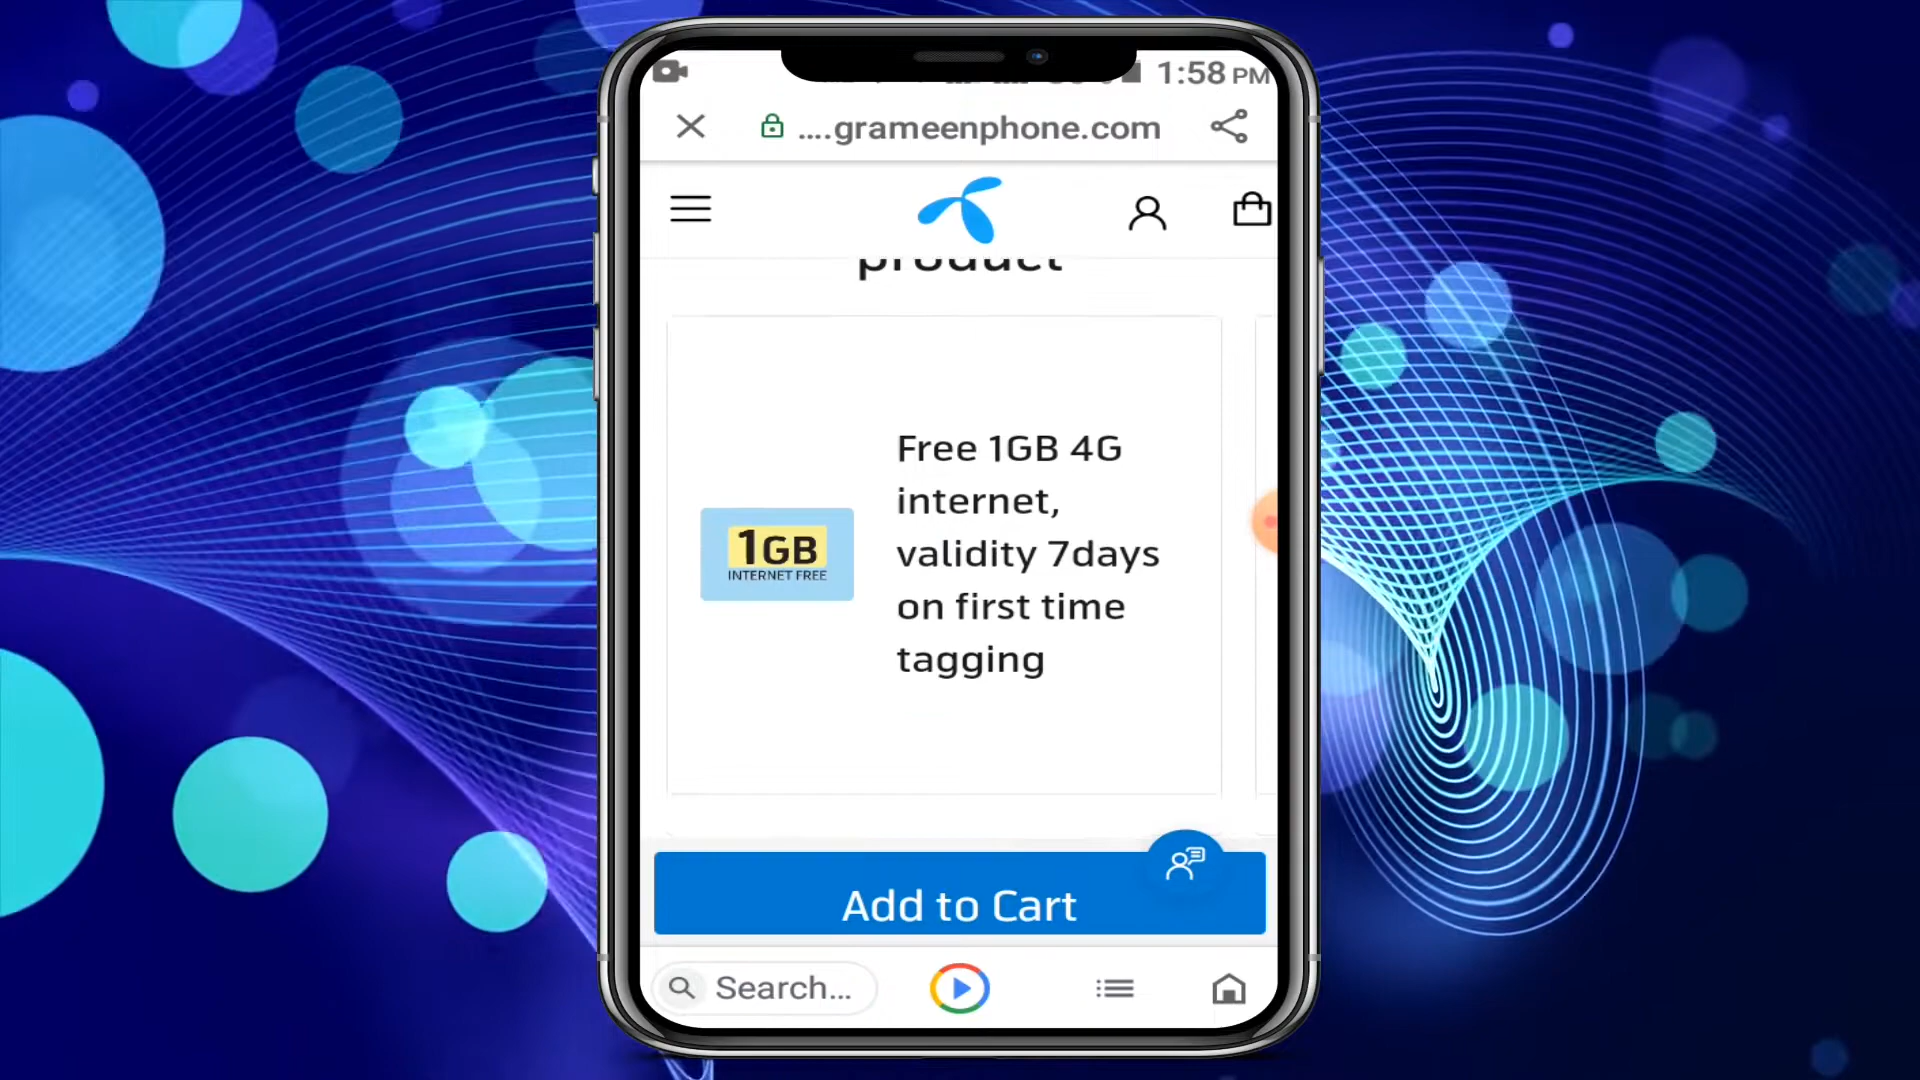 1:58 PM
....grameenphone.com
product
Free 1GB 4G
internet,
validity 7days
on first time
tagging
1GB
INTERNET FREE
Add to Cart
Search...